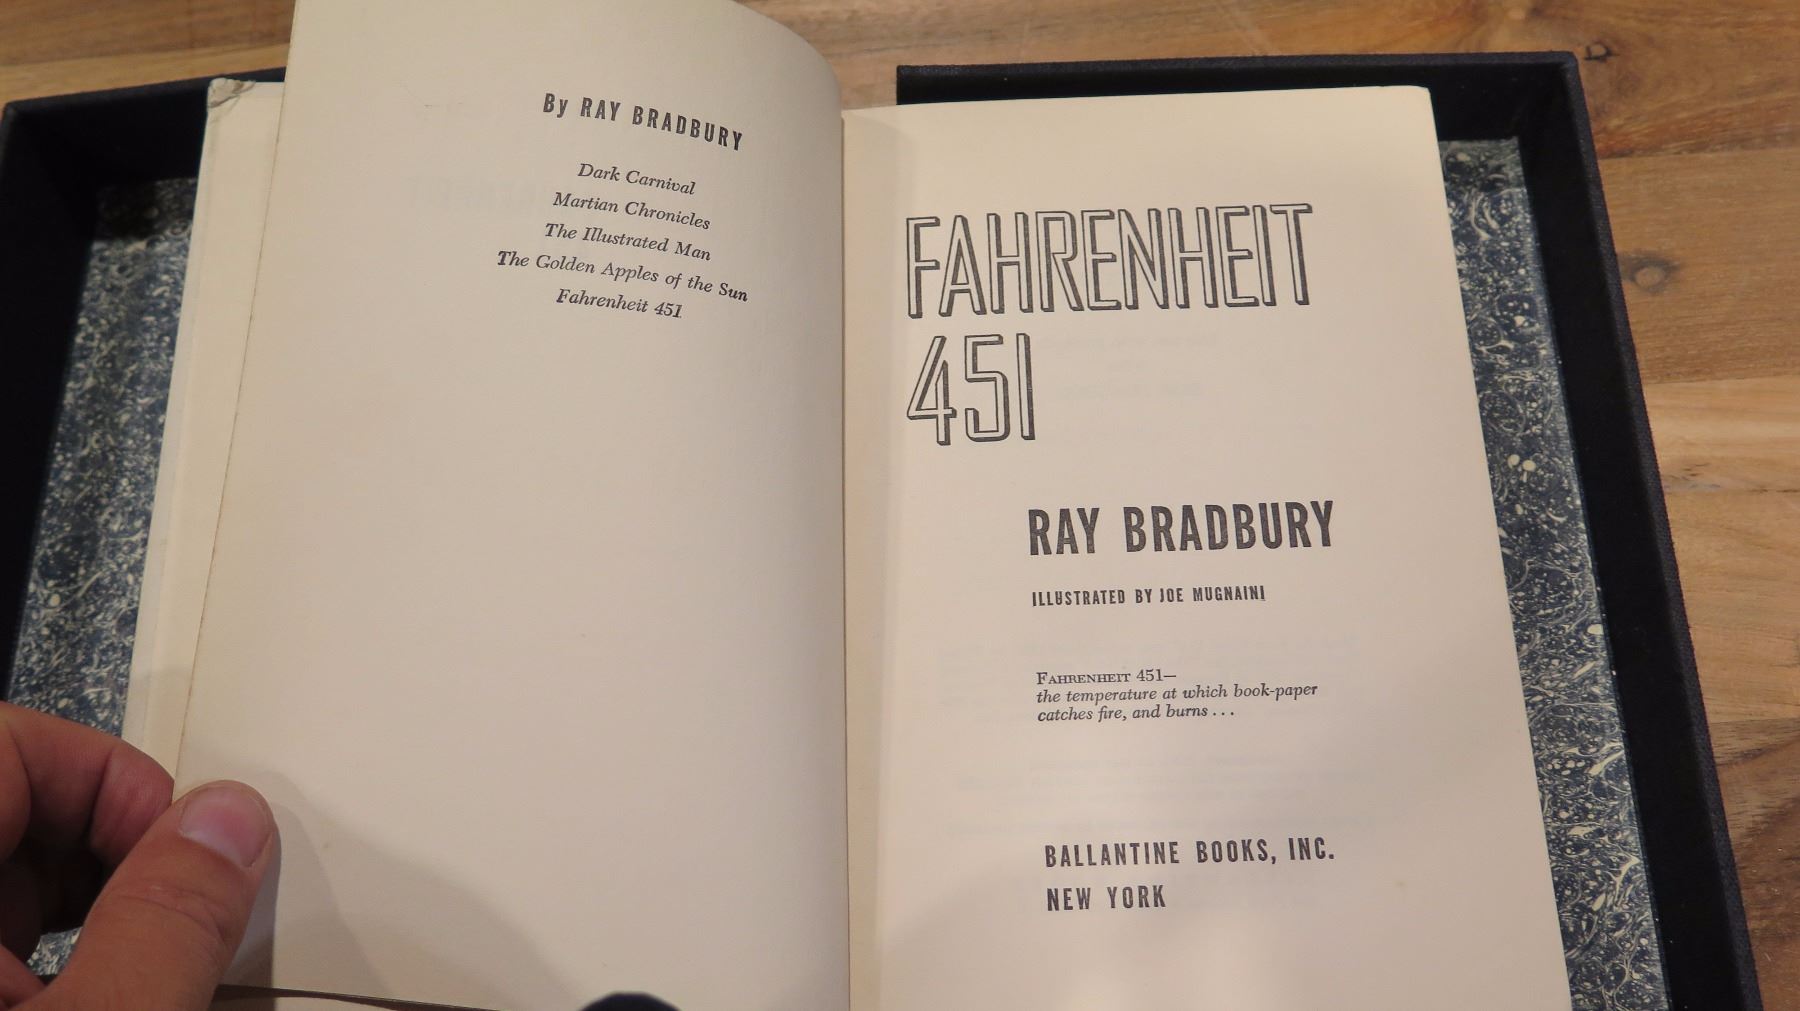 By RAY BRADBURY
Dark Carnival
Martian Chronicles
The Illustrated Man
The Golden Apples of the Sun
Fahrenheit 451
FAHRENHEIT
451
RAY BRADBURY
ILLUSTRATED BY JOE MUGNAINI
FAHRENHEIT 451—
the temperature at which book-paper
catches fire, and burns . . .
BALLANTINE BOOKS, INC.
NEW YORK